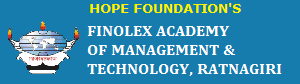 HOPE FOUNDATION'S
FINOLEX ACADEMY
OF MANAGEMENT &
TECHNOLOGY, RATNAGIRI